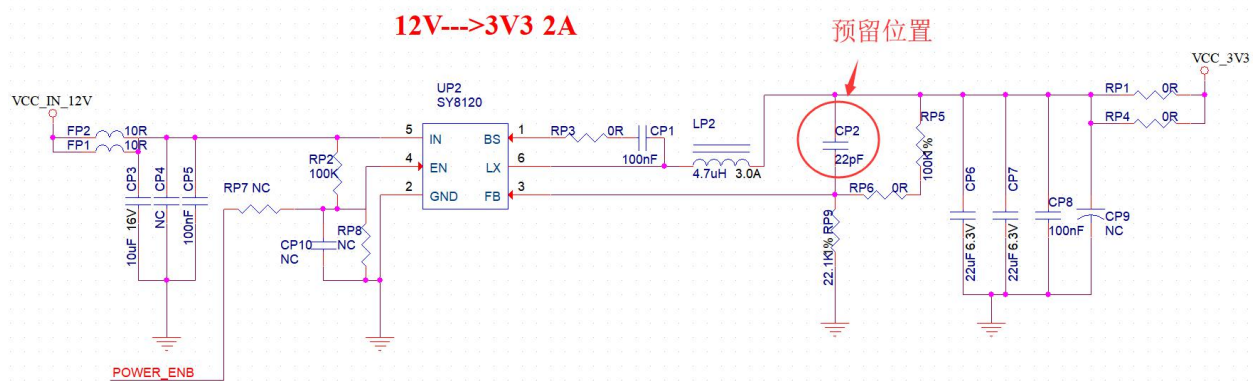 12V--->3V3 2A
预留位置
VCC_3V3
VCC_IN_12V
UP2
SY8120
RP1
0R
RP4
0R
FP2
10R
FP1
10R
5
IN
BS
1
4
EN
LX
6
2
GND
FB
3
RP3
0R
CP1
100nF
LP2
4.7uH
3.0A
CP2
22pF
RP5
100K
1%
RP6
0R
RP9
22.1K
1%
RP2
100K
RP7 NC
CP3
10uF
16V
CP4
NC
CP5
100nF
CP10
NC
RP8
NC
CP6
22uF
6.3V
CP7
22uF
6.3V
CP8
100nF
CP9
NC
POWER_ENB